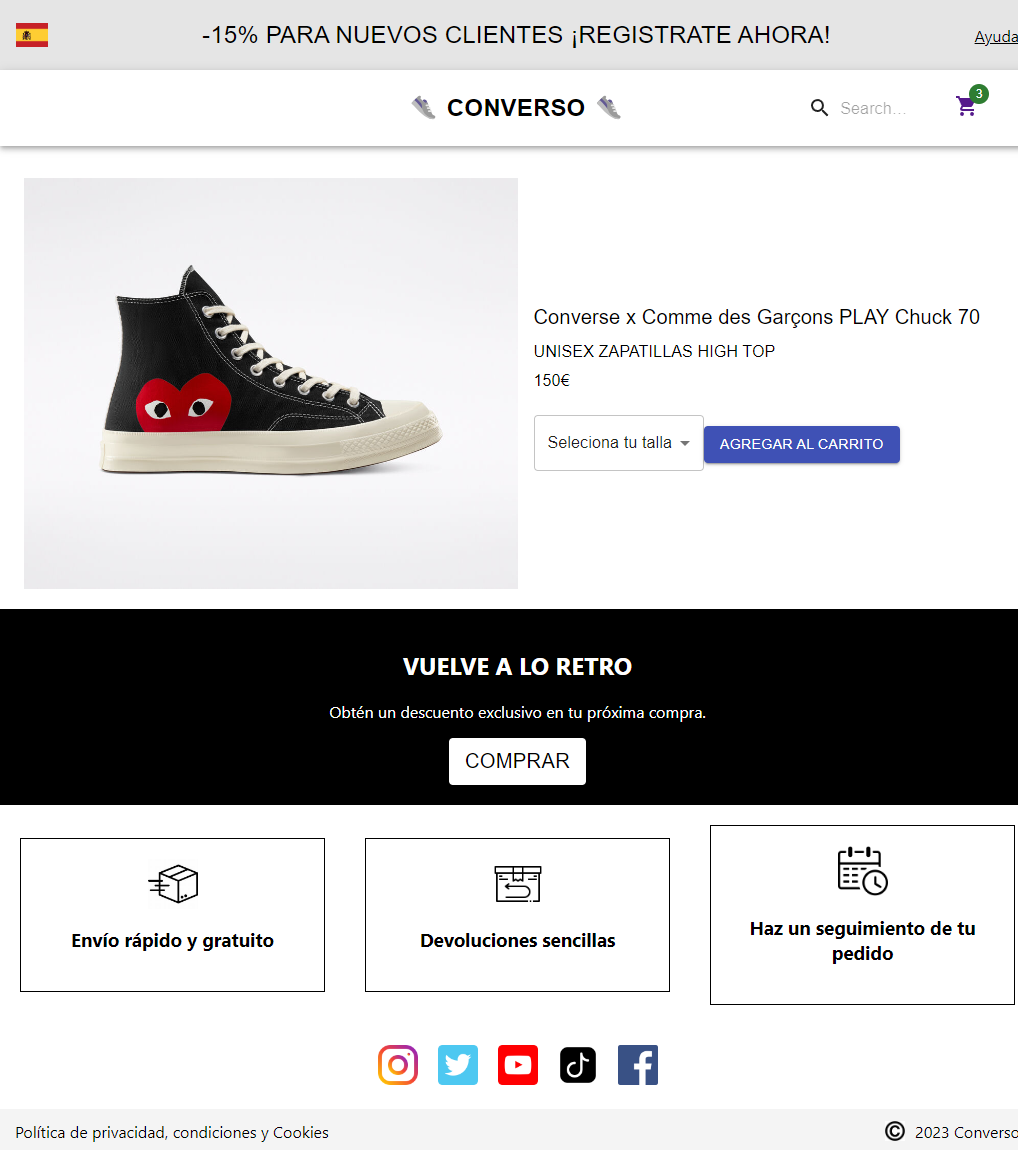 -15% PARA NUEVOS CLIENTES ¡REGISTRATE AHORA!
Ayuda
CONVERSO
Search…
3
Converse x Comme des Garçons PLAY Chuck 70
UNISEX ZAPATILLAS HIGH TOP
150€
Seleciona tu talla
AGREGAR AL CARRITO
VUELVE A LO RETRO
Obtén un descuento exclusivo en tu próxima compra.
COMPRAR
Envío rápido y gratuito
Devoluciones sencillas
Haz un seguimiento de tu
pedido
Política de privacidad, condiciones y Cookies
© 2023 Converso